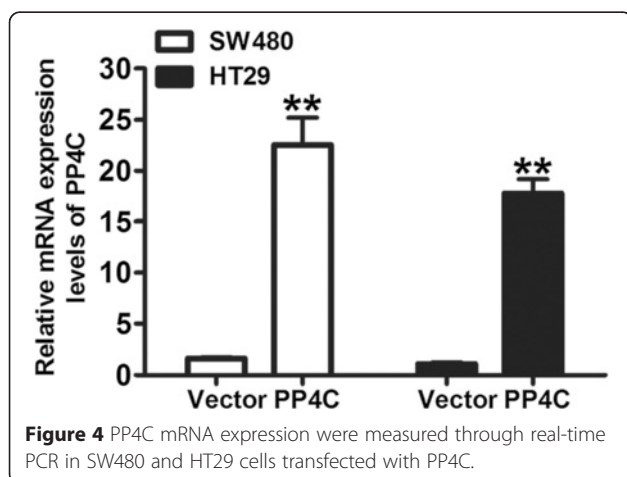 SW480
HT29
Relative mRNA expression
levels of PP4C
30
25
20
15
10
5
0
**
**
Vector PP4C
Vector PP4C
Figure 4 PP4C mRNA expression were measured through real-time
PCR in SW480 and HT29 cells transfected with PP4C.